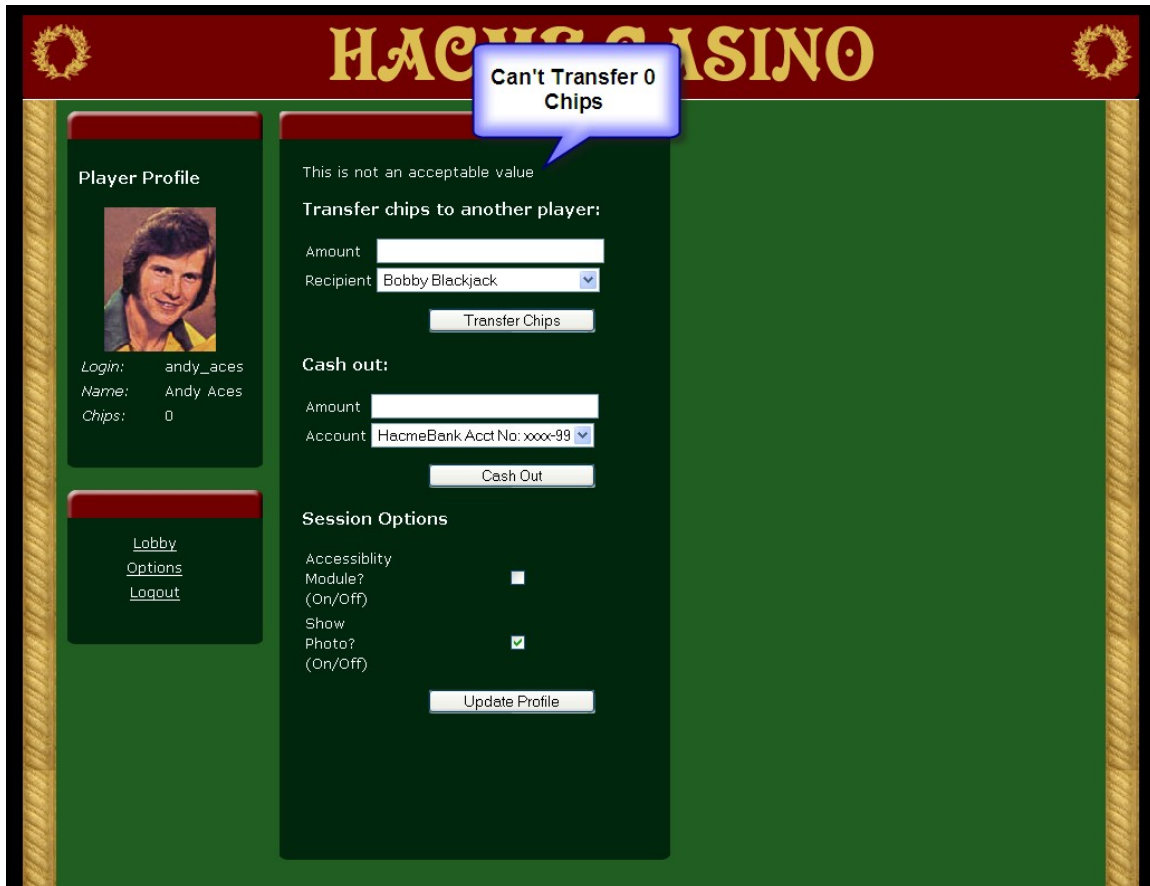 HACME CASINO
Can't Transfer 0
Chips
Player Profile
Login: andy_aces
Name: Andy Aces
Chips: 0
Lobby
Options
Logout
This is not an acceptable value
Transfer chips to another player:
Amount
Recipient Bobby Blackjack
Transfer Chips
Cash out:
Amount
Account HacmeBank Acct No: xxxx-99
Cash Out
Session Options
Accessiblity
Module?
(On/Off)
Show
Photo?
(On/Off)
Update Profile